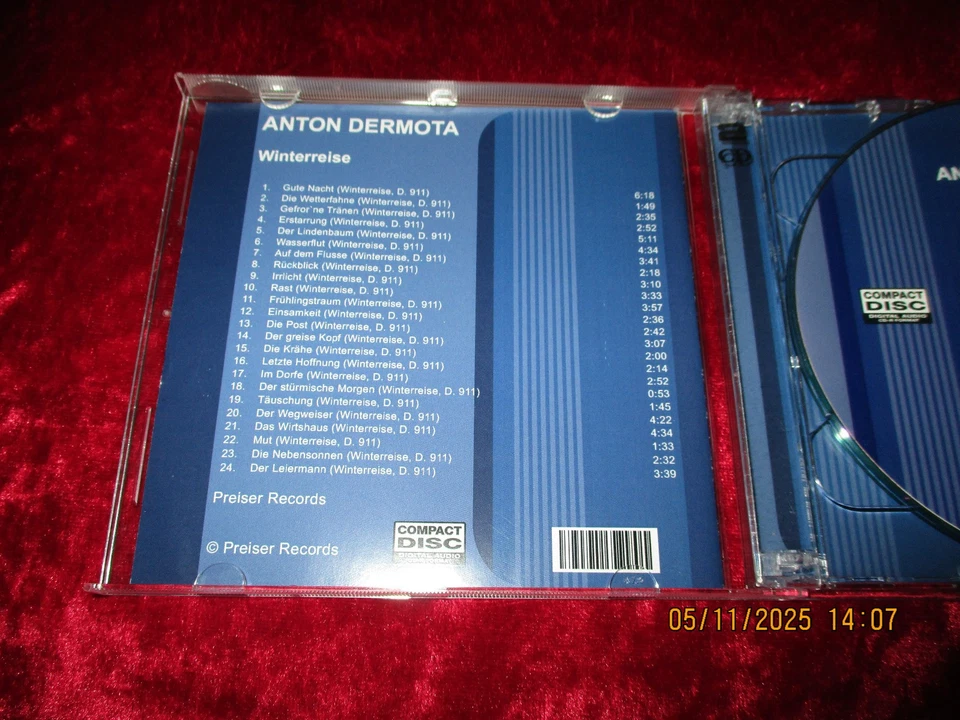 ANTON DERMOTA
Winterreise
1. Gute Nacht (Winterreise, D. 911) 6:18
2. Die Wetterfahne (Winterreise, D. 911) 1:49
3. Gefror´ne Tränen (Winterreise, D. 911) 2:35
4. Erstarrung (Winterreise, D. 911) 2:52
5. Der Lindenbaum (Winterreise, D. 911) 5:11
6. Wasserflut (Winterreise, D. 911) 4:34
7. Auf dem Flusse (Winterreise, D. 911) 3:41
8. Rückblick (Winterreise, D. 911) 2:18
9. Irrlicht (Winterreise, D. 911) 3:10
10. Rast (Winterreise, D. 911) 3:33
11. Frühlingstraum (Winterreise, D. 911) 3:57
12. Einsamkeit (Winterreise, D. 911) 2:36
13. Die Post (Winterreise, D. 911) 2:42
14. Der greise Kopf (Winterreise, D. 911) 3:07
15. Die Krähe (Winterreise, D. 911) 2:00
16. Letzte Hoffnung (Winterreise, D. 911) 2:14
17. Im Dorfe (Winterreise, D. 911) 2:52
18. Der stürmische Morgen (Winterreise, D. 911) 0:53
19. Täuschung (Winterreise, D. 911) 1:45
20. Der Wegweiser (Winterreise, D. 911) 4:22
21. Das Wirtshaus (Winterreise, D. 911) 4:34
22. Mut (Winterreise, D. 911) 1:33
23. Die Nebensonnen (Winterreise, D. 911) 2:32
24. Der Leiermann (Winterreise, D. 911) 3:39
Preiser Records
© Preiser Records
COMPACT
DISC
DIGITAL AUDIO
2
CD
AN
COMPACT
DISC
DIGITAL AUDIO
CD-R FORMAT
05/11/2025 14:07